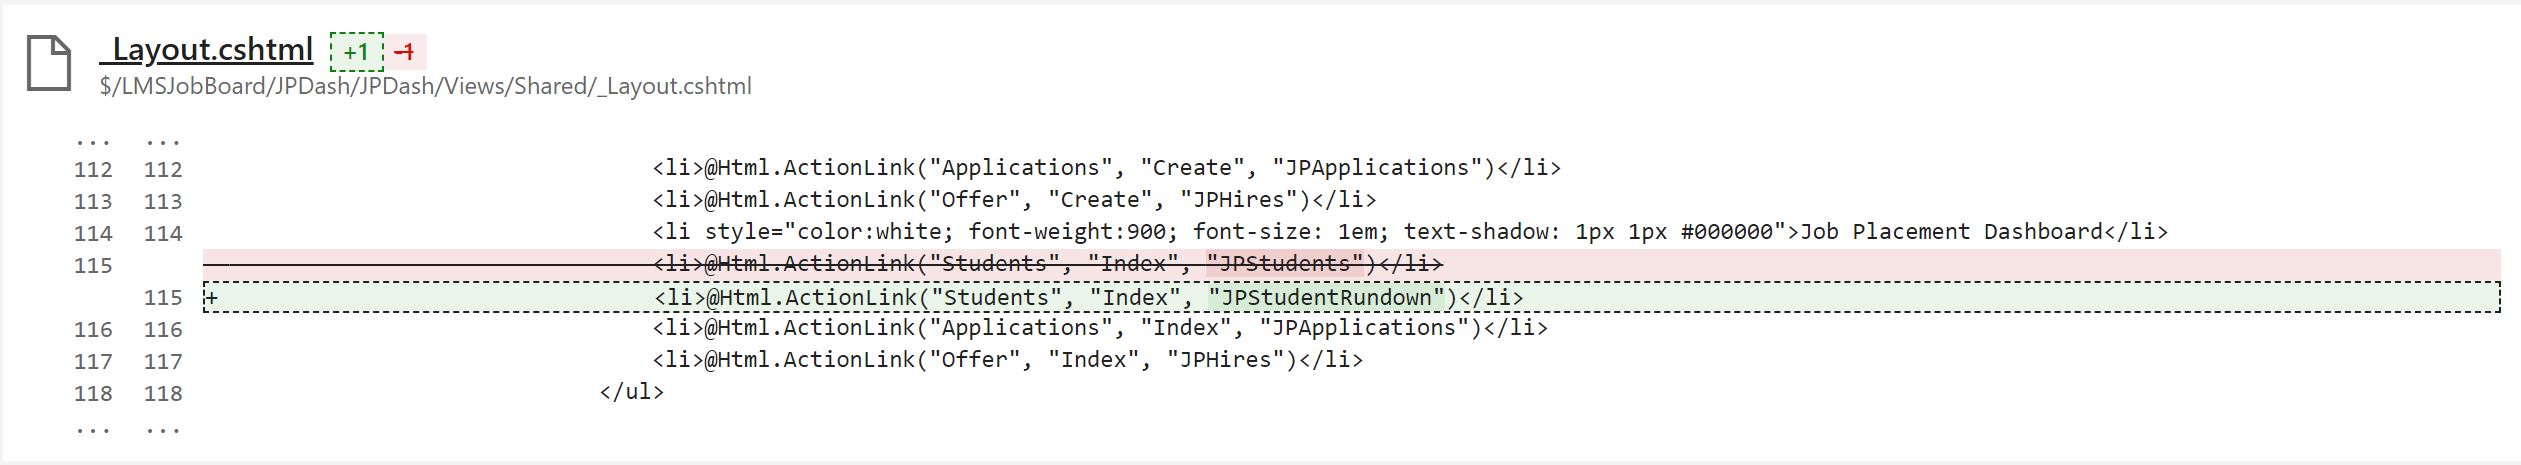 _Layout.cshtml +1 -1
$/LMSJobBoard/JPDash/JPDash/Views/Shared/_Layout.cshtml
... ...
112 112 <li>@Html.ActionLink("Applications", "Create", "JPApplications")</li>
113 113 <li>@Html.ActionLink("Offer", "Create", "JPHires")</li>
114 114 <li style="color:white; font-weight:900; font-size: 1em; text-shadow: 1px 1px #000000">Job Placement Dashboard</li>
115 - <li>@Html.ActionLink("Students", "Index", "JPStudents")</li>
115 + <li>@Html.ActionLink("Students", "Index", "JPStudentRundown")</li>
116 116 <li>@Html.ActionLink("Applications", "Index", "JPApplications")</li>
117 117 <li>@Html.ActionLink("Offer", "Index", "JPHires")</li>
118 118 </ul>
... ...